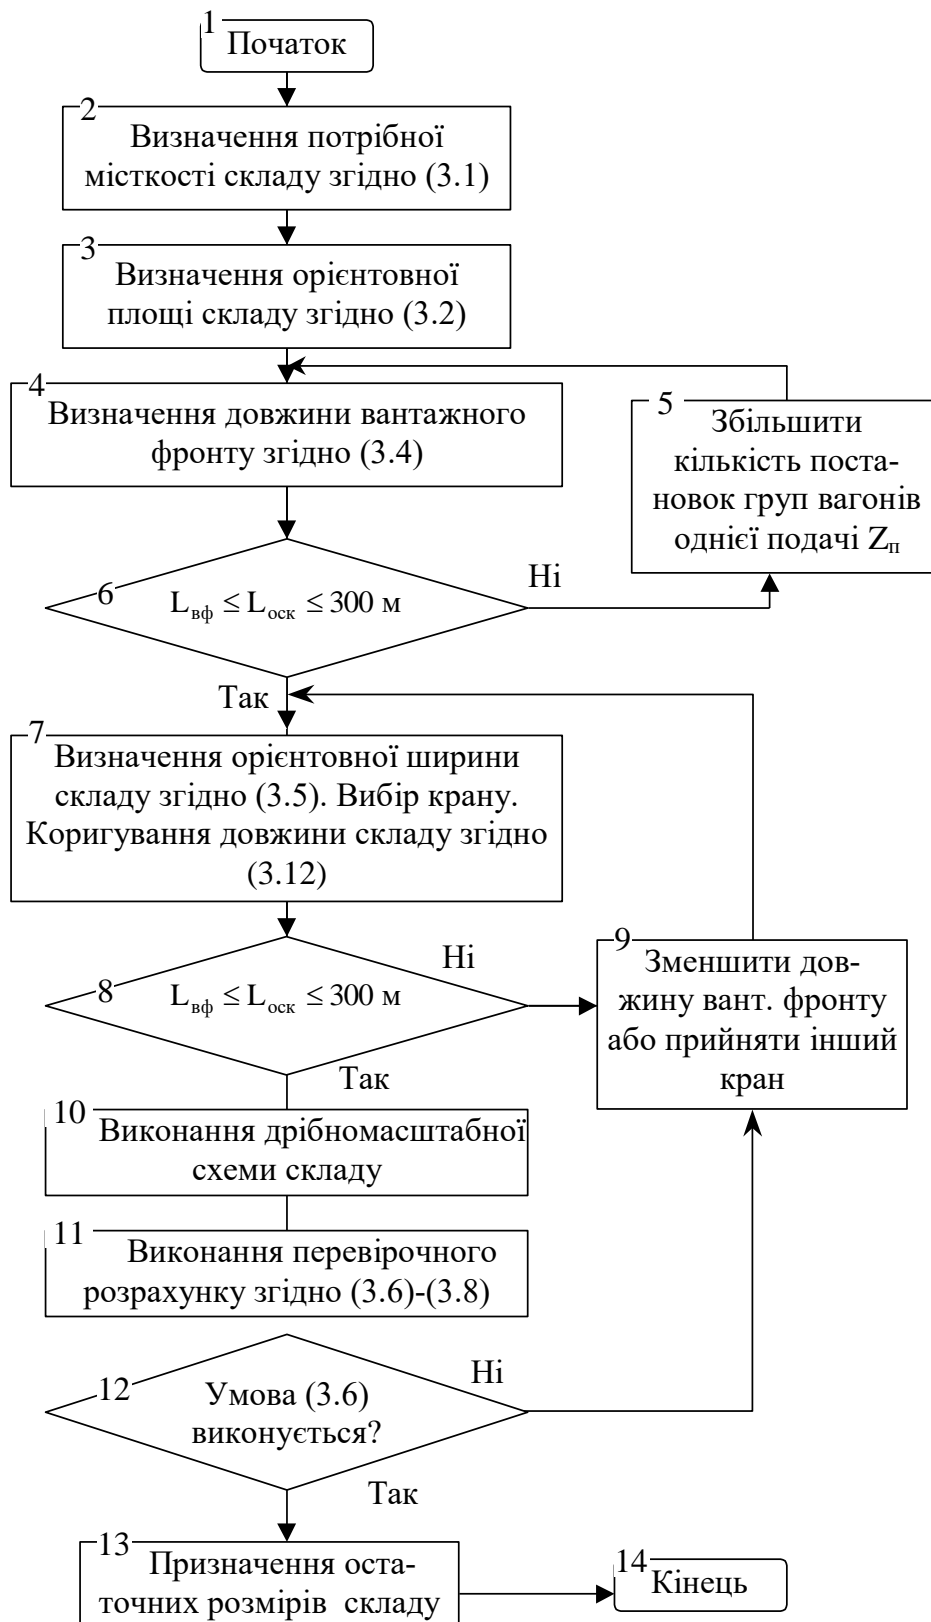 1
Початок
2
Визначення потрібної
місткості складу згідно (3.1)
3
Визначення орієнтовної
площі складу згідно (3.2)
4
Визначення довжини вантажного
фронту згідно (3.4)
5
Збільшити
кількість поста-
новок груп вагонів
однієї подачі Zп
6
Lвф ≤ Lоск ≤ 300 м
Ні
Так
7
Визначення орієнтовної ширини
складу згідно (3.5). Вибір крану.
Коригування довжини складу згідно
(3.12)
8
Lвф ≤ Lоск ≤ 300 м
Ні
Так
9
Зменшити дов-
жину вант. фронту
або прийняти інший
кран
10
Виконання дрібномасштабної
схеми складу
11
Виконання перевірочного
розрахунку згідно (3.6)-(3.8)
12
Умова (3.6)
виконується?
Ні
Так
13
Призначення оста-
точних розмірів складу
14
Кінець